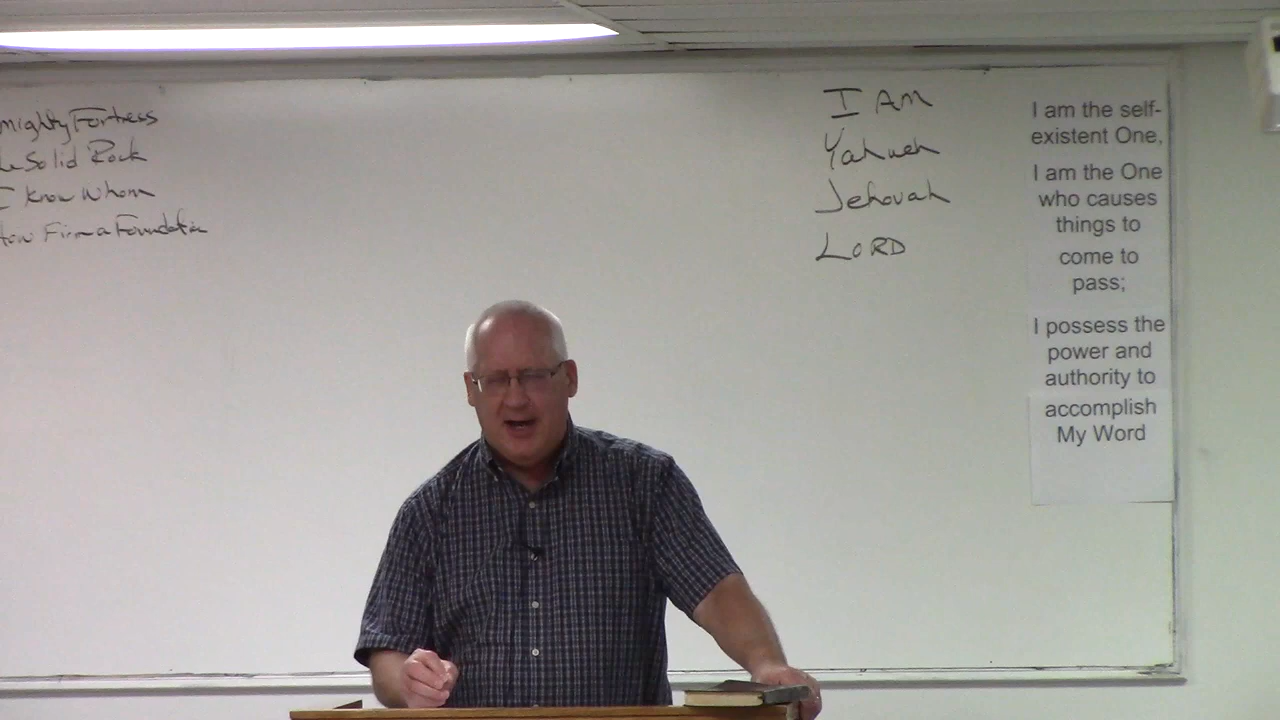 Mighty Fortress
Solid Rock
I know Whom
How Firm a Foundation
I AM
Yahweh
Jehovah
LORD
I am the self-
existent One,
I am the One
who causes
things to
come to
pass;
I possess the
power and
authority to
accomplish
My Word